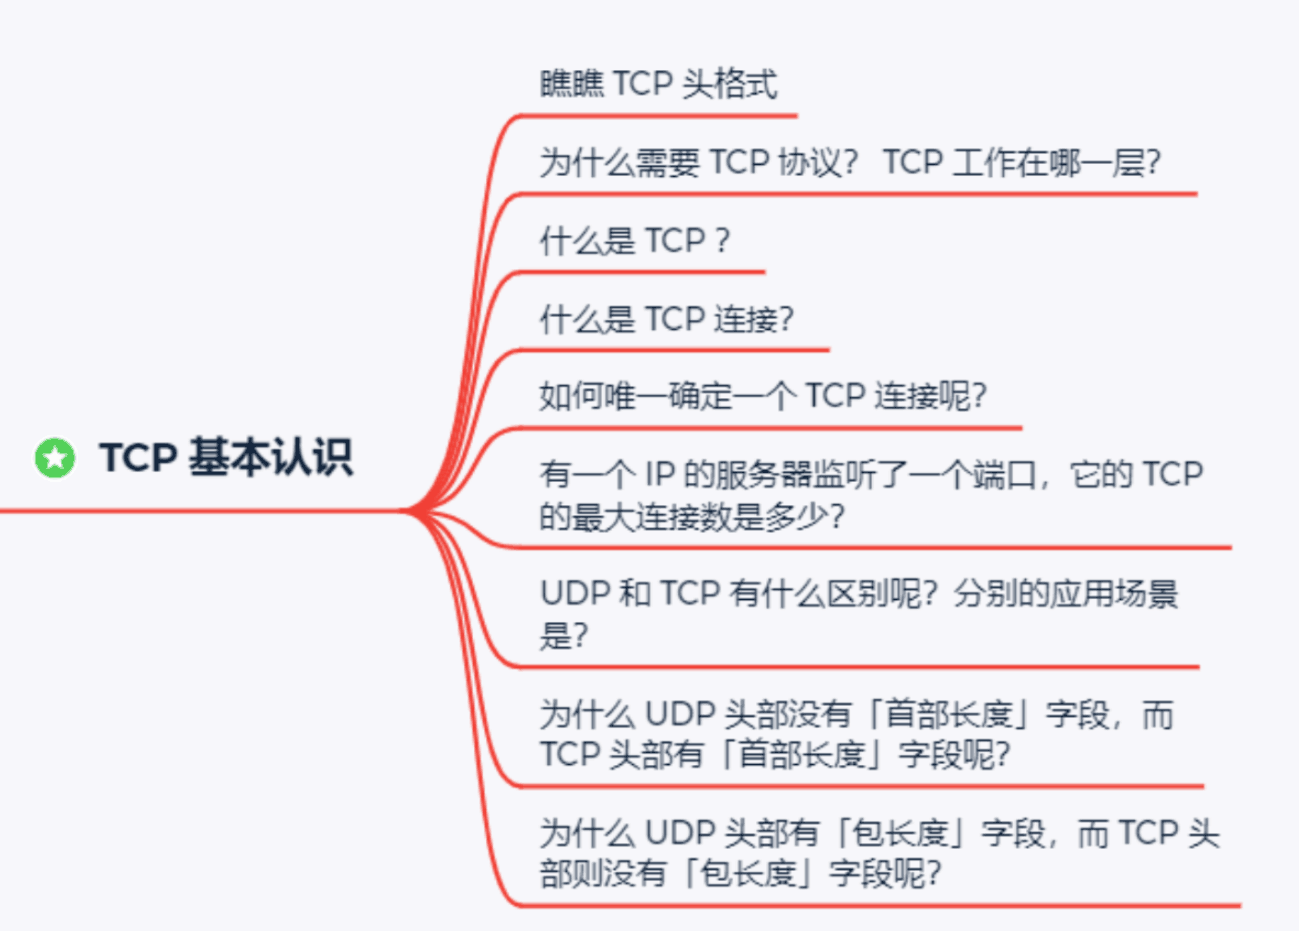 瞧瞧 TCP 头格式
为什么需要 TCP 协议？ TCP 工作在哪一层？
什么是 TCP ？
什么是 TCP 连接？
如何唯一确定一个 TCP 连接呢？
TCP 基本认识
有一个 IP 的服务器监听了一个端口，它的 TCP
的最大连接数是多少？
UDP 和 TCP 有什么区别呢？分别的应用场景
是？
为什么 UDP 头部没有「首部长度」字段，而
TCP 头部有「首部长度」字段呢？
为什么 UDP 头部有「包长度」字段，而 TCP 头
部则没有「包长度」字段呢？